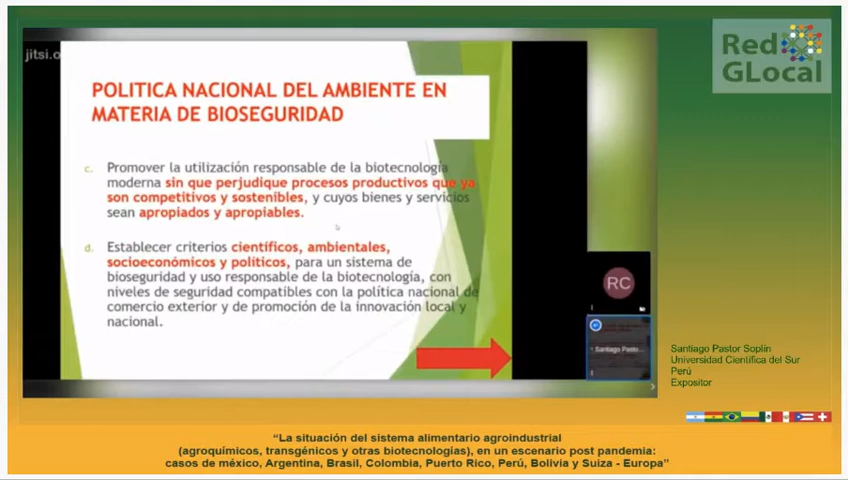 jitsi.o
Red
GLocal
POLITICA NACIONAL DEL AMBIENTE EN
MATERIA DE BIOSEGURIDAD
c. Promover la utilización responsable de la biotecnología
moderna sin que perjudique procesos productivos que ya
son competitivos y sostenibles, y cuyos bienes y servicios
sean apropiados y apropiables.
d. Establecer criterios científicos, ambientales,
socioeconómicos y políticos, para un sistema de
bioseguridad y uso responsable de la biotecnología, con
niveles de seguridad compatibles con la política nacional de
comercio exterior y de promoción de la innovación local y
nacional.
RC
Santiago Pasto...
Santiago Pastor Soplín
Universidad Científica del Sur
Perú
Expositor
“La situación del sistema alimentario agroindustrial
(agroquímicos, transgénicos y otras biotecnologías), en un escenario post pandemia:
casos de méxico, Argentina, Brasil, Colombia, Puerto Rico, Perú, Bolivia y Suiza - Europa”